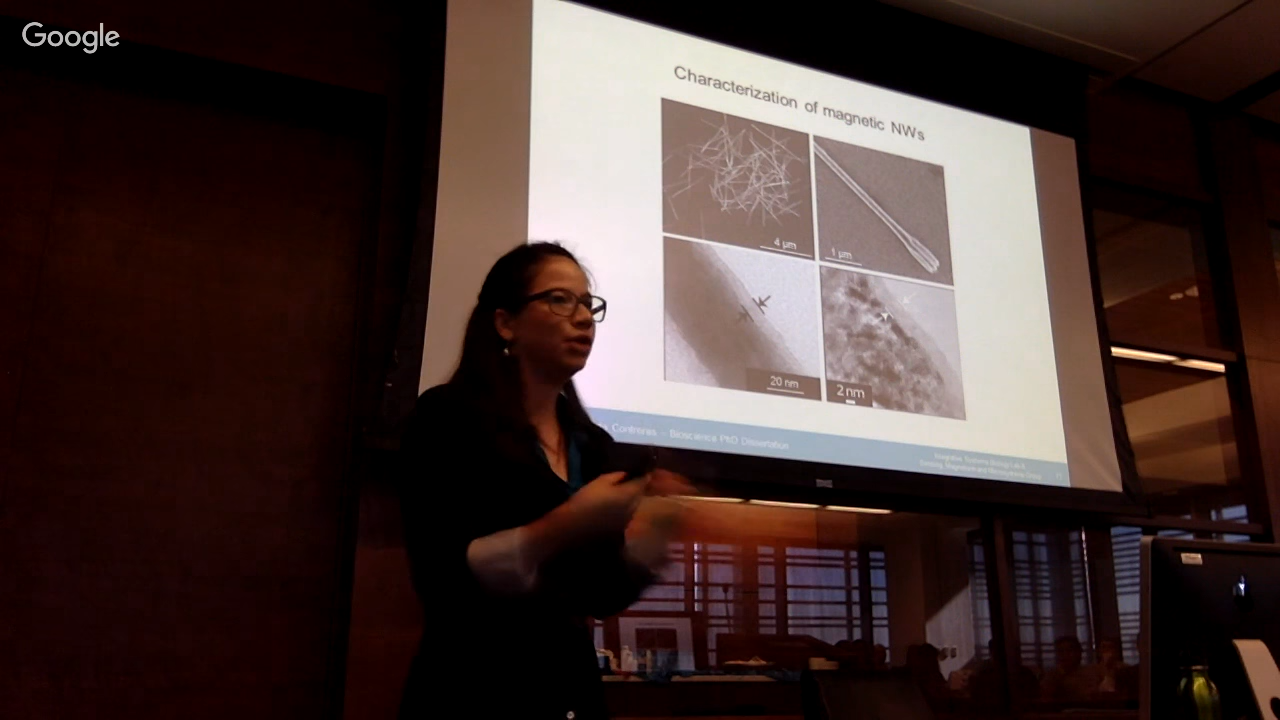 Google
Characterization of magnetic NWs
4 µm
1 µm
20 nm
2 nm
Contreras – Bioscience PhD Dissertation